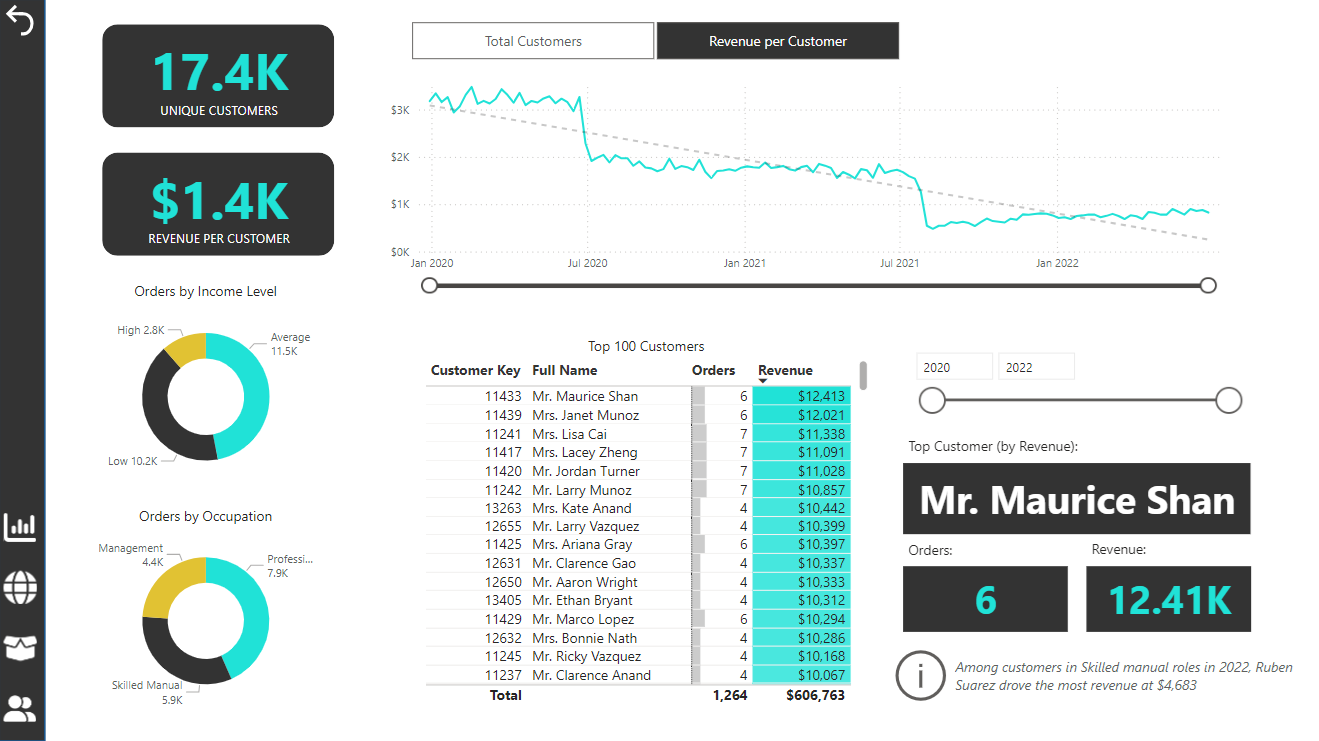 17.4K
UNIQUE CUSTOMERS
$1.4K
REVENUE PER CUSTOMER
Orders by Income Level
High 2.8K
Average
11.5K
Low 10.2K
Orders by Occupation
Management
4.4K
Professi...
7.9K
Skilled Manual
5.9K
Total Customers
Revenue per Customer
$3K
$2K
$1K
$0K
Jan 2020 Jul 2020 Jan 2021 Jul 2021 Jan 2022
Top 100 Customers
Customer Key Full Name Orders Revenue
11433 Mr. Maurice Shan 6 $12,413
11439 Mrs. Janet Munoz 6 $12,021
11241 Mrs. Lisa Cai 7 $11,338
11417 Mrs. Lacey Zheng 7 $11,091
11420 Mr. Jordan Turner 7 $11,028
11242 Mr. Larry Munoz 7 $10,857
13263 Mrs. Kate Anand 4 $10,442
12655 Mr. Larry Vazquez 4 $10,399
11425 Mrs. Ariana Gray 6 $10,397
12631 Mr. Clarence Gao 4 $10,337
12650 Mr. Aaron Wright 4 $10,333
13405 Mr. Ethan Bryant 4 $10,312
11429 Mr. Marco Lopez 6 $10,294
12632 Mrs. Bonnie Nath 4 $10,286
11245 Mr. Ricky Vazquez 4 $10,168
11237 Mr. Clarence Anand 4 $10,067
Total 1,264 $606,763
2020 2022
Top Customer (by Revenue):
Mr. Maurice Shan
Orders: Revenue:
6 12.41K
Among customers in Skilled manual roles in 2022, Ruben
Suarez drove the most revenue at $4,683